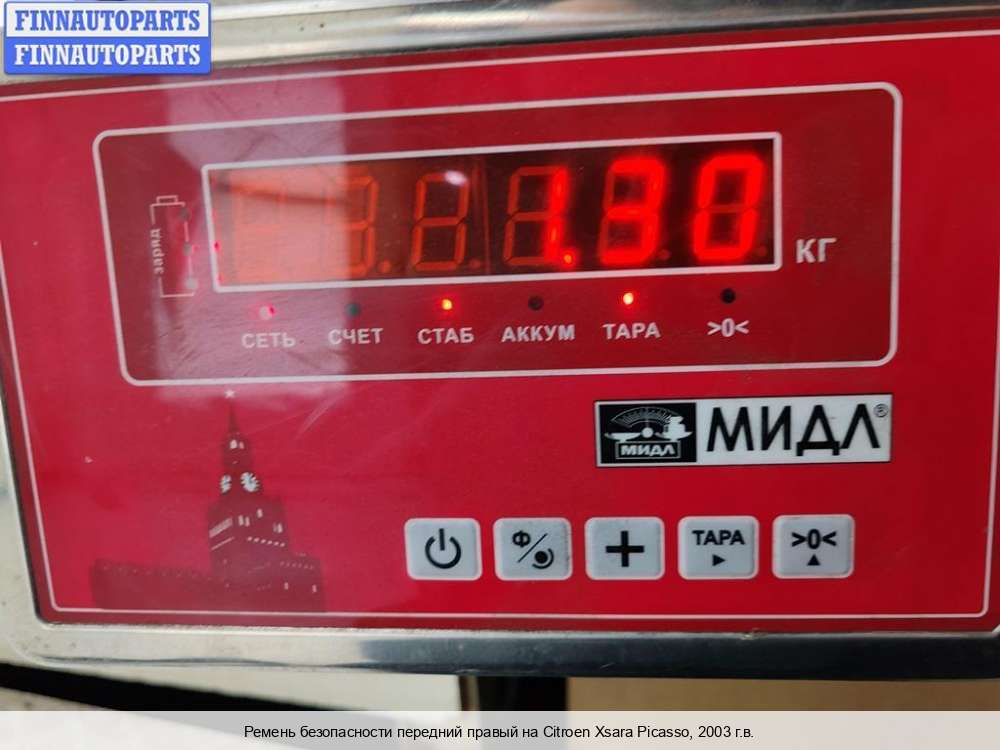 FINNAUTOPARTS
FINNAUTOPARTS
заряд
1.30
КГ
СЕТЬ СЧЕТ СТАБ АККУМ ТАРА >0<
МИДЛ МИДЛ®
Ф ТАРА >0<
Ремень безопасности передний правый на Citroen Xsara Picasso, 2003 г.в.